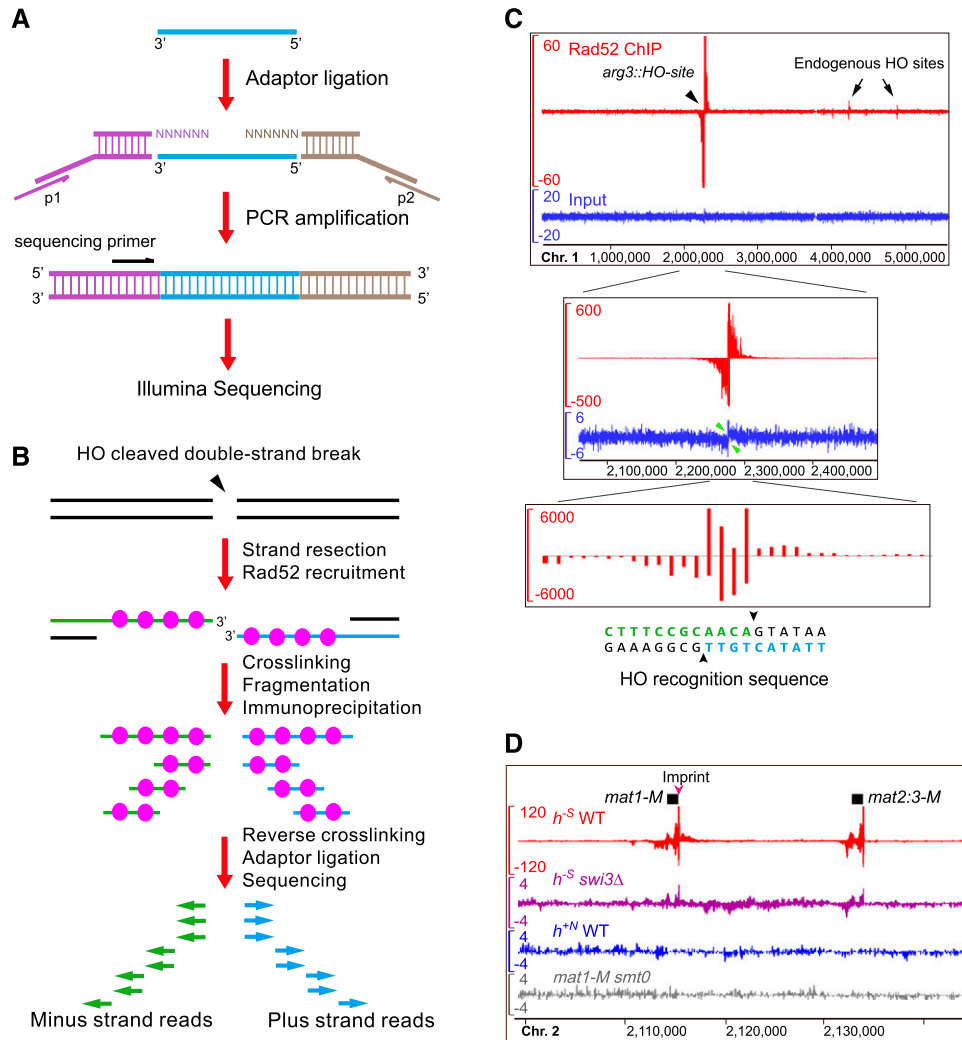 A
3’ 5’
Adaptor ligation
NNNNNN NNNNNN
3’ 5’
p1 p2
PCR amplification
sequencing primer
5’ 3’
3’ 5’
Illumina Sequencing
B
HO cleaved double-strand break
Strand resection
Rad52 recruitment
3’
3’
Crosslinking
Fragmentation
Immunoprecipitation
Reverse crosslinking
Adaptor ligation
Sequencing
Minus strand reads Plus strand reads
C
60 Rad52 ChIP
arg3::HO-site
Endogenous HO sites
-60
20 Input
-20
Chr. 1 1,000,000 2,000,000 3,000,000 4,000,000 5,000,000
600
-500
6
-6
2,100,000 2,200,000 2,300,000 2,400,000
6000
-6000
CTTTCCGCAACAGTATAA
GAAAGGCGTTGTCATATT
HO recognition sequence
D
Imprint
mat1-M mat2:3-M
120 h-S WT
-120
4 h-S swi3Δ
-4
4 h+N WT
-4
4 mat1-M smt0
-4
Chr. 2 2,110,000 2,120,000 2,130,000